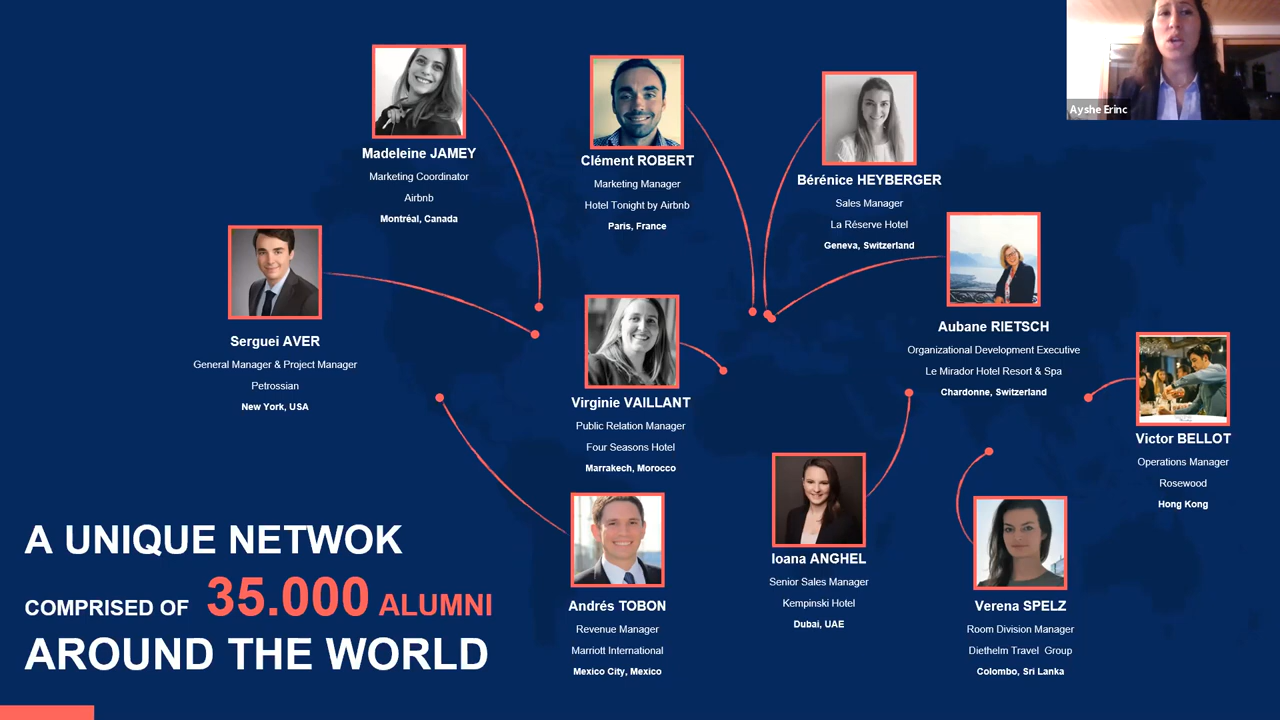 Ayshe Erinc
Madeleine JAMEY
Marketing Coordinator
Airbnb
Montréal, Canada
Clément ROBERT
Marketing Manager
Hotel Tonight by Airbnb
Paris, France
Bérénice HEYBERGER
Sales Manager
La Réserve Hotel
Geneva, Switzerland
Serguei AVER
General Manager & Project Manager
Petrossian
New York, USA
Virginie VAILLANT
Public Relation Manager
Four Seasons Hotel
Marrakech, Morocco
Aubane RIETSCH
Organizational Development Executive
Le Mirador Hotel Resort & Spa
Chardonne, Switzerland
Victor BELLOT
Operations Manager
Rosewood
Hong Kong
Andrés TOBON
Revenue Manager
Marriott International
Mexico City, Mexico
Ioana ANGHEL
Senior Sales Manager
Kempinski Hotel
Dubai, UAE
Verena SPELZ
Room Division Manager
Diethelm Travel Group
Colombo, Sri Lanka
A UNIQUE NETWOK
COMPRISED OF 35.000 ALUMNI
AROUND THE WORLD